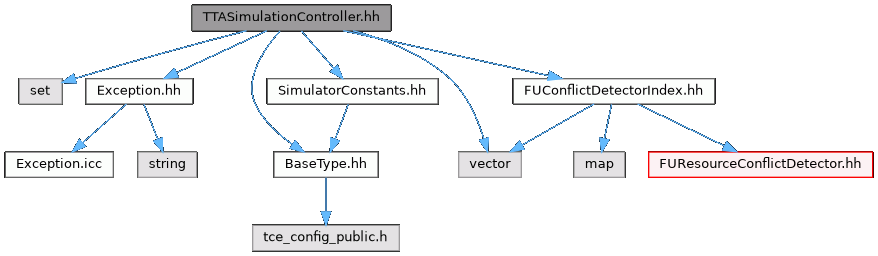 TTASimulationController.hh
set
Exception.hh
SimulatorConstants.hh
FUConflictDetectorIndex.hh
Exception.icc
string
BaseType.hh
vector
map
FUResourceConflictDetector.hh
tce_config_public.h